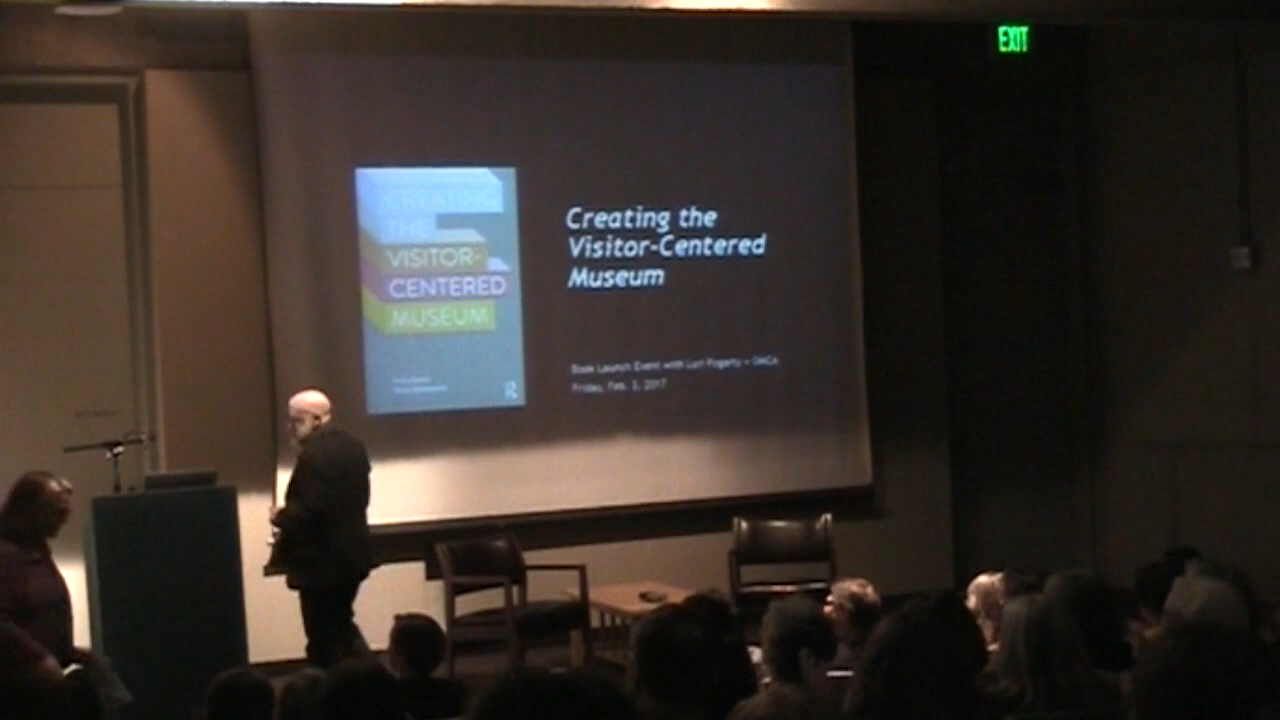 EXIT
CREATING
THE
VISITOR-
CENTERED
MUSEUM
Creating the
Visitor-Centered
Museum
Book Launch Event with Lori Fogarty + OMCA
Friday, Feb. 3, 2017